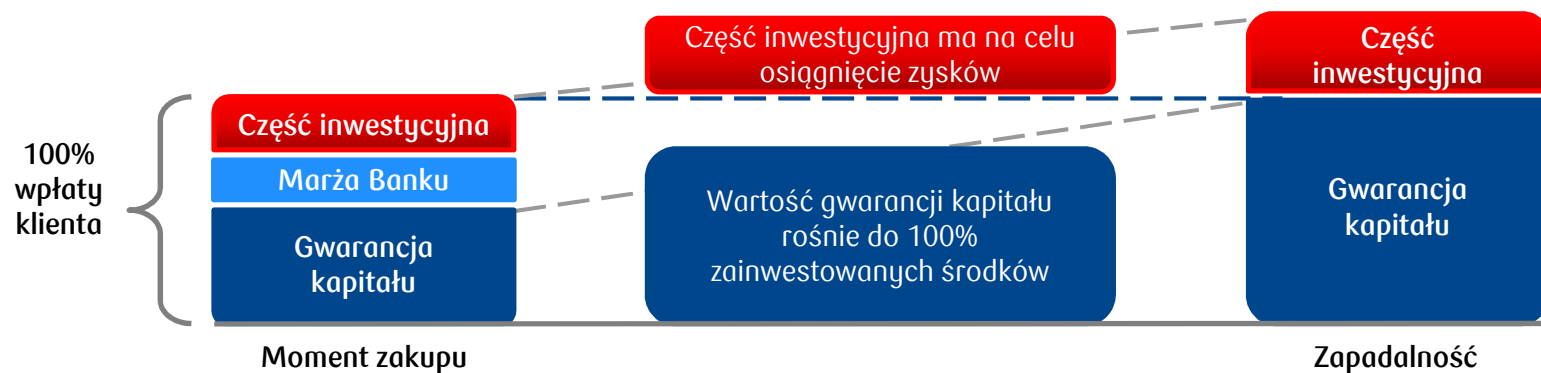 100%
wpłaty
klienta
Część inwestycyjna
Marża Banku
Gwarancja
kapitału
Moment zakupu
Część inwestycyjna ma na celu
osiągnięcie zysków
Wartość gwarancji kapitału
rośnie do 100%
zainwestowanych środków
Część
inwestycyjna
Gwarancja
kapitału
Zapadalność